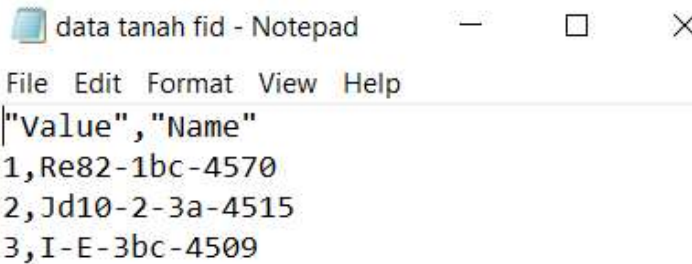 data tanah fid - Notepad
File Edit Format View Help
"Value","Name"
1,Re82-1bc-4570
2,Jd10-2-3a-4515
3,I-E-3bc-4509